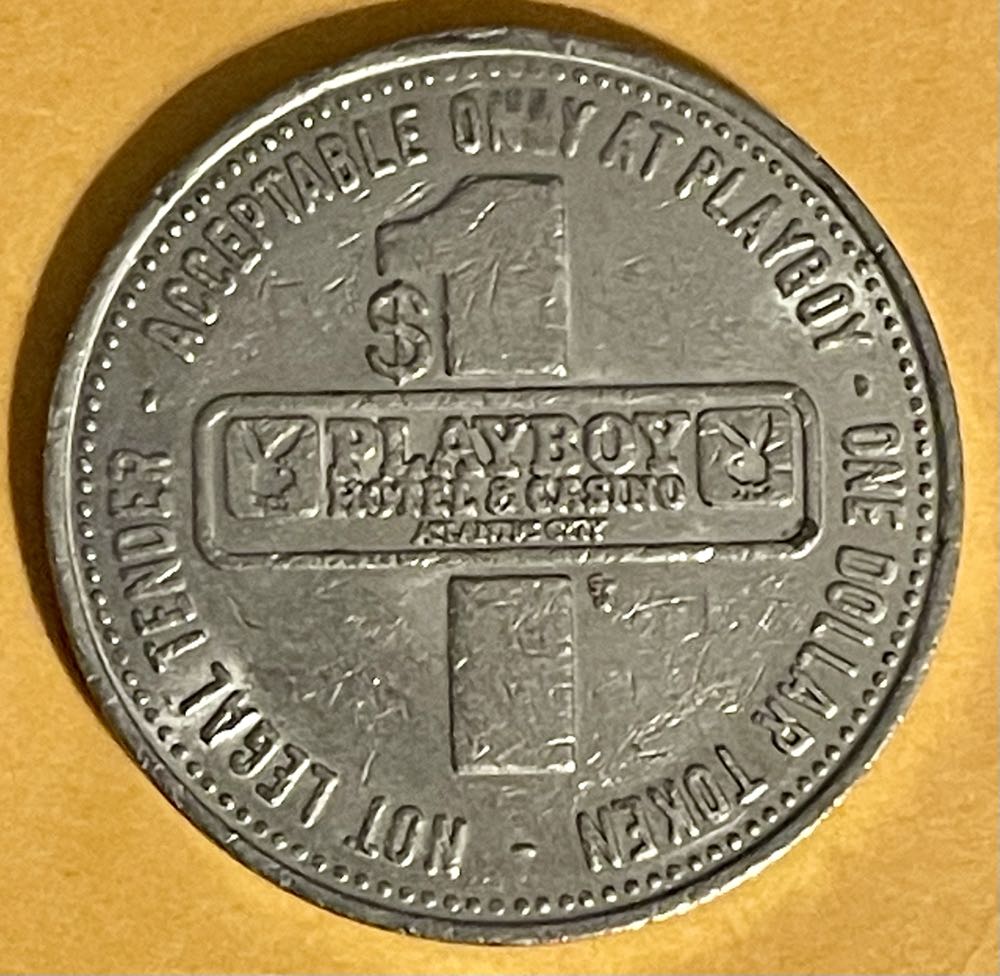 ACCEPTABLE ONLY AT PLAYBOY - ONE DOLLAR TOKEN - NOT LEGAL TENDER -
$1
PLAYBOY
HOTEL & CASINO
ATLANTIC CITY